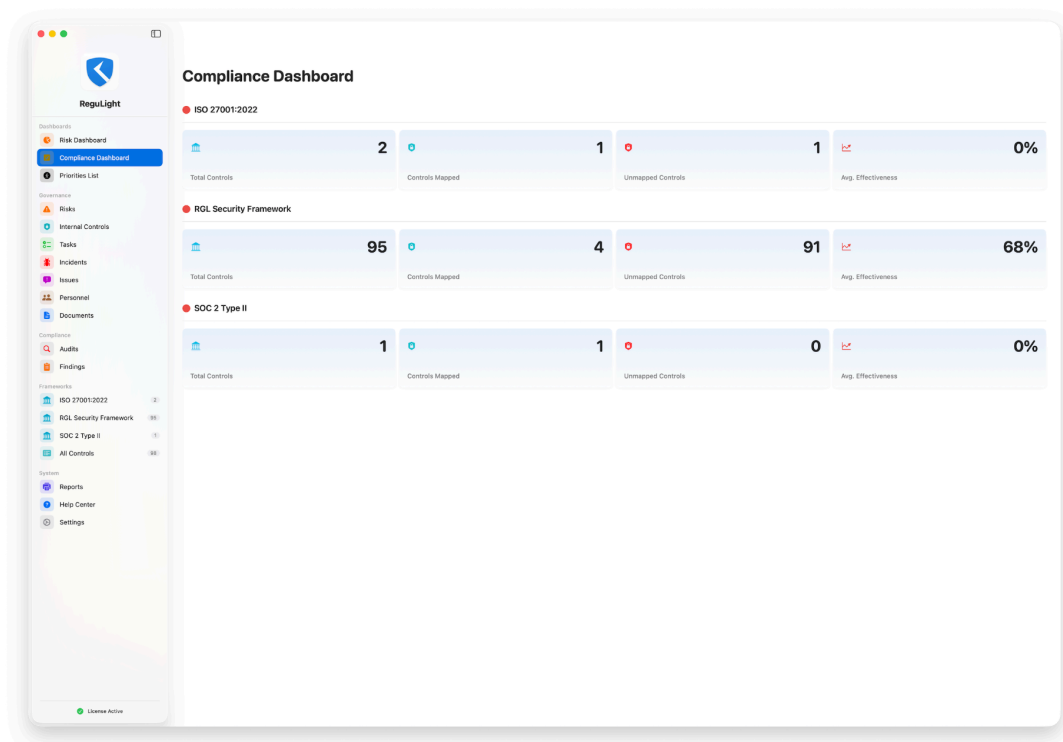 ReguLight
Dashboards
Risk Dashboard
Compliance Dashboard
Priorities List
Governance
Risks
Internal Controls
Tasks
Incidents
Issues
Personnel
Documents
Compliance
Audits
Findings
Frameworks
ISO 27001:2022 2
RGL Security Framework 95
SOC 2 Type II 1
All Controls 98
System
Reports
Help Center
Settings
License Active
Compliance Dashboard
ISO 27001:2022
2
Total Controls
1
Controls Mapped
1
Unmapped Controls
0%
Avg. Effectiveness
RGL Security Framework
95
Total Controls
4
Controls Mapped
91
Unmapped Controls
68%
Avg. Effectiveness
SOC 2 Type II
1
Total Controls
1
Controls Mapped
0
Unmapped Controls
0%
Avg. Effectiveness